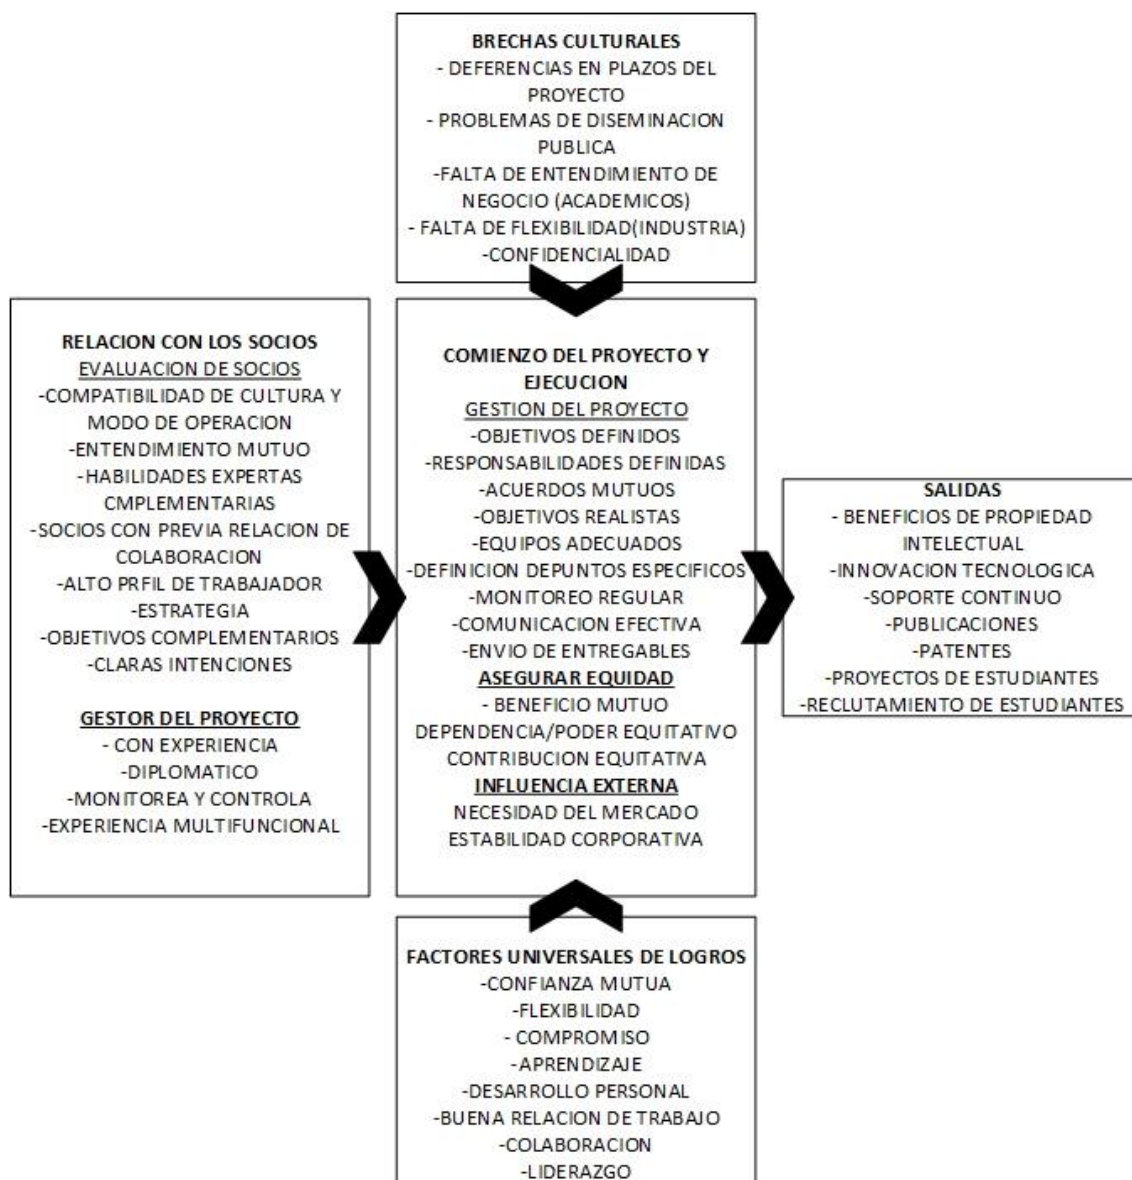 BRECHAS CULTURALES
- DEFERENCIAS EN PLAZOS DEL
PROYECTO
- PROBLEMAS DE DISEMINACION
PUBLICA
-FALTA DE ENTENDIMIENTO DE
NEGOCIO (ACADEMICOS)
- FALTA DE FLEXIBILIDAD(INDUSTRIA)
-CONFIDENCIALIDAD
RELACION CON LOS SOCIOS
EVALUACION DE SOCIOS
-COMPATIBILIDAD DE CULTURA Y
MODO DE OPERACION
-ENTENDIMIENTO MUTUO
-HABILIDADES EXPERTAS
CMPLEMENTARIAS
-SOCIOS CON PREVIA RELACION DE
COLABORACION
-ALTO PRFIL DE TRABAJADOR
-ESTRATEGIA
-OBJETIVOS COMPLEMENTARIOS
-CLARAS INTENCIONES
GESTOR DEL PROYECTO
- CON EXPERIENCIA
-DIPLOMATICO
-MONITOREA Y CONTROLA
-EXPERIENCIA MULTIFUNCIONAL
COMIENZO DEL PROYECTO Y
EJECUCION
GESTION DEL PROYECTO
-OBJETIVOS DEFINIDOS
-RESPONSABILIDADES DEFINIDAS
-ACUERDOS MUTUOS
-OBJETIVOS REALISTAS
-EQUIPOS ADECUADOS
-DEFINICION DEPUNTOS ESPECIFICOS
-MONITOREO REGULAR
-COMUNICACION EFECTIVA
-ENVIO DE ENTREGABLES
ASEGURAR EQUIDAD
- BENEFICIO MUTUO
DEPENDENCIA/PODER EQUITATIVO
CONTRIBUCION EQUITATIVA
INFLUENCIA EXTERNA
NECESIDAD DEL MERCADO
ESTABILIDAD CORPORATIVA
SALIDAS
- BENEFICIOS DE PROPIEDAD
INTELECTUAL
-INNOVACION TECNOLOGICA
-SOPORTE CONTINUO
-PUBLICACIONES
-PATENTES
-PROYECTOS DE ESTUDIANTES
-RECLUTAMIENTO DE ESTUDIANTES
FACTORES UNIVERSALES DE LOGROS
-CONFIANZA MUTUA
-FLEXIBILIDAD
- COMPROMISO
-APRENDIZAJE
-DESARROLLO PERSONAL
-BUENA RELACION DE TRABAJO
-COLABORACION
-LIDERAZGO